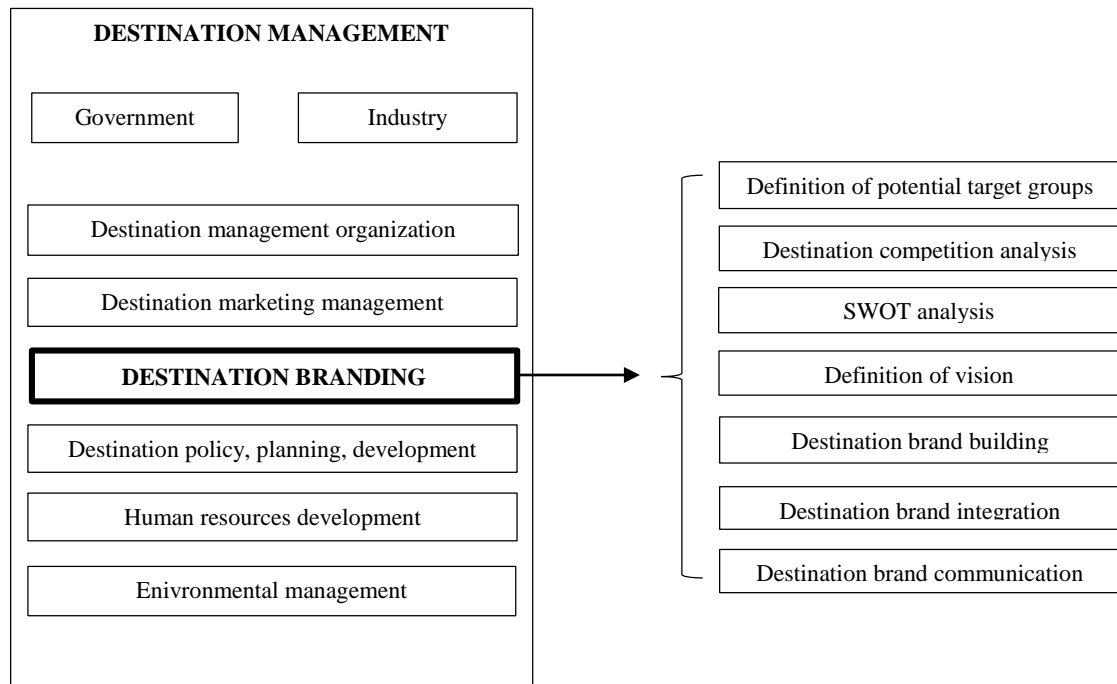 DESTINATION MANAGEMENT
Government
Industry
Destination management organization
Destination marketing management
DESTINATION BRANDING
Destination policy, planning, development
Human resources development
Enivronmental management
Definition of potential target groups
Destination competition analysis
SWOT analysis
Definition of vision
Destination brand building
Destination brand integration
Destination brand communication